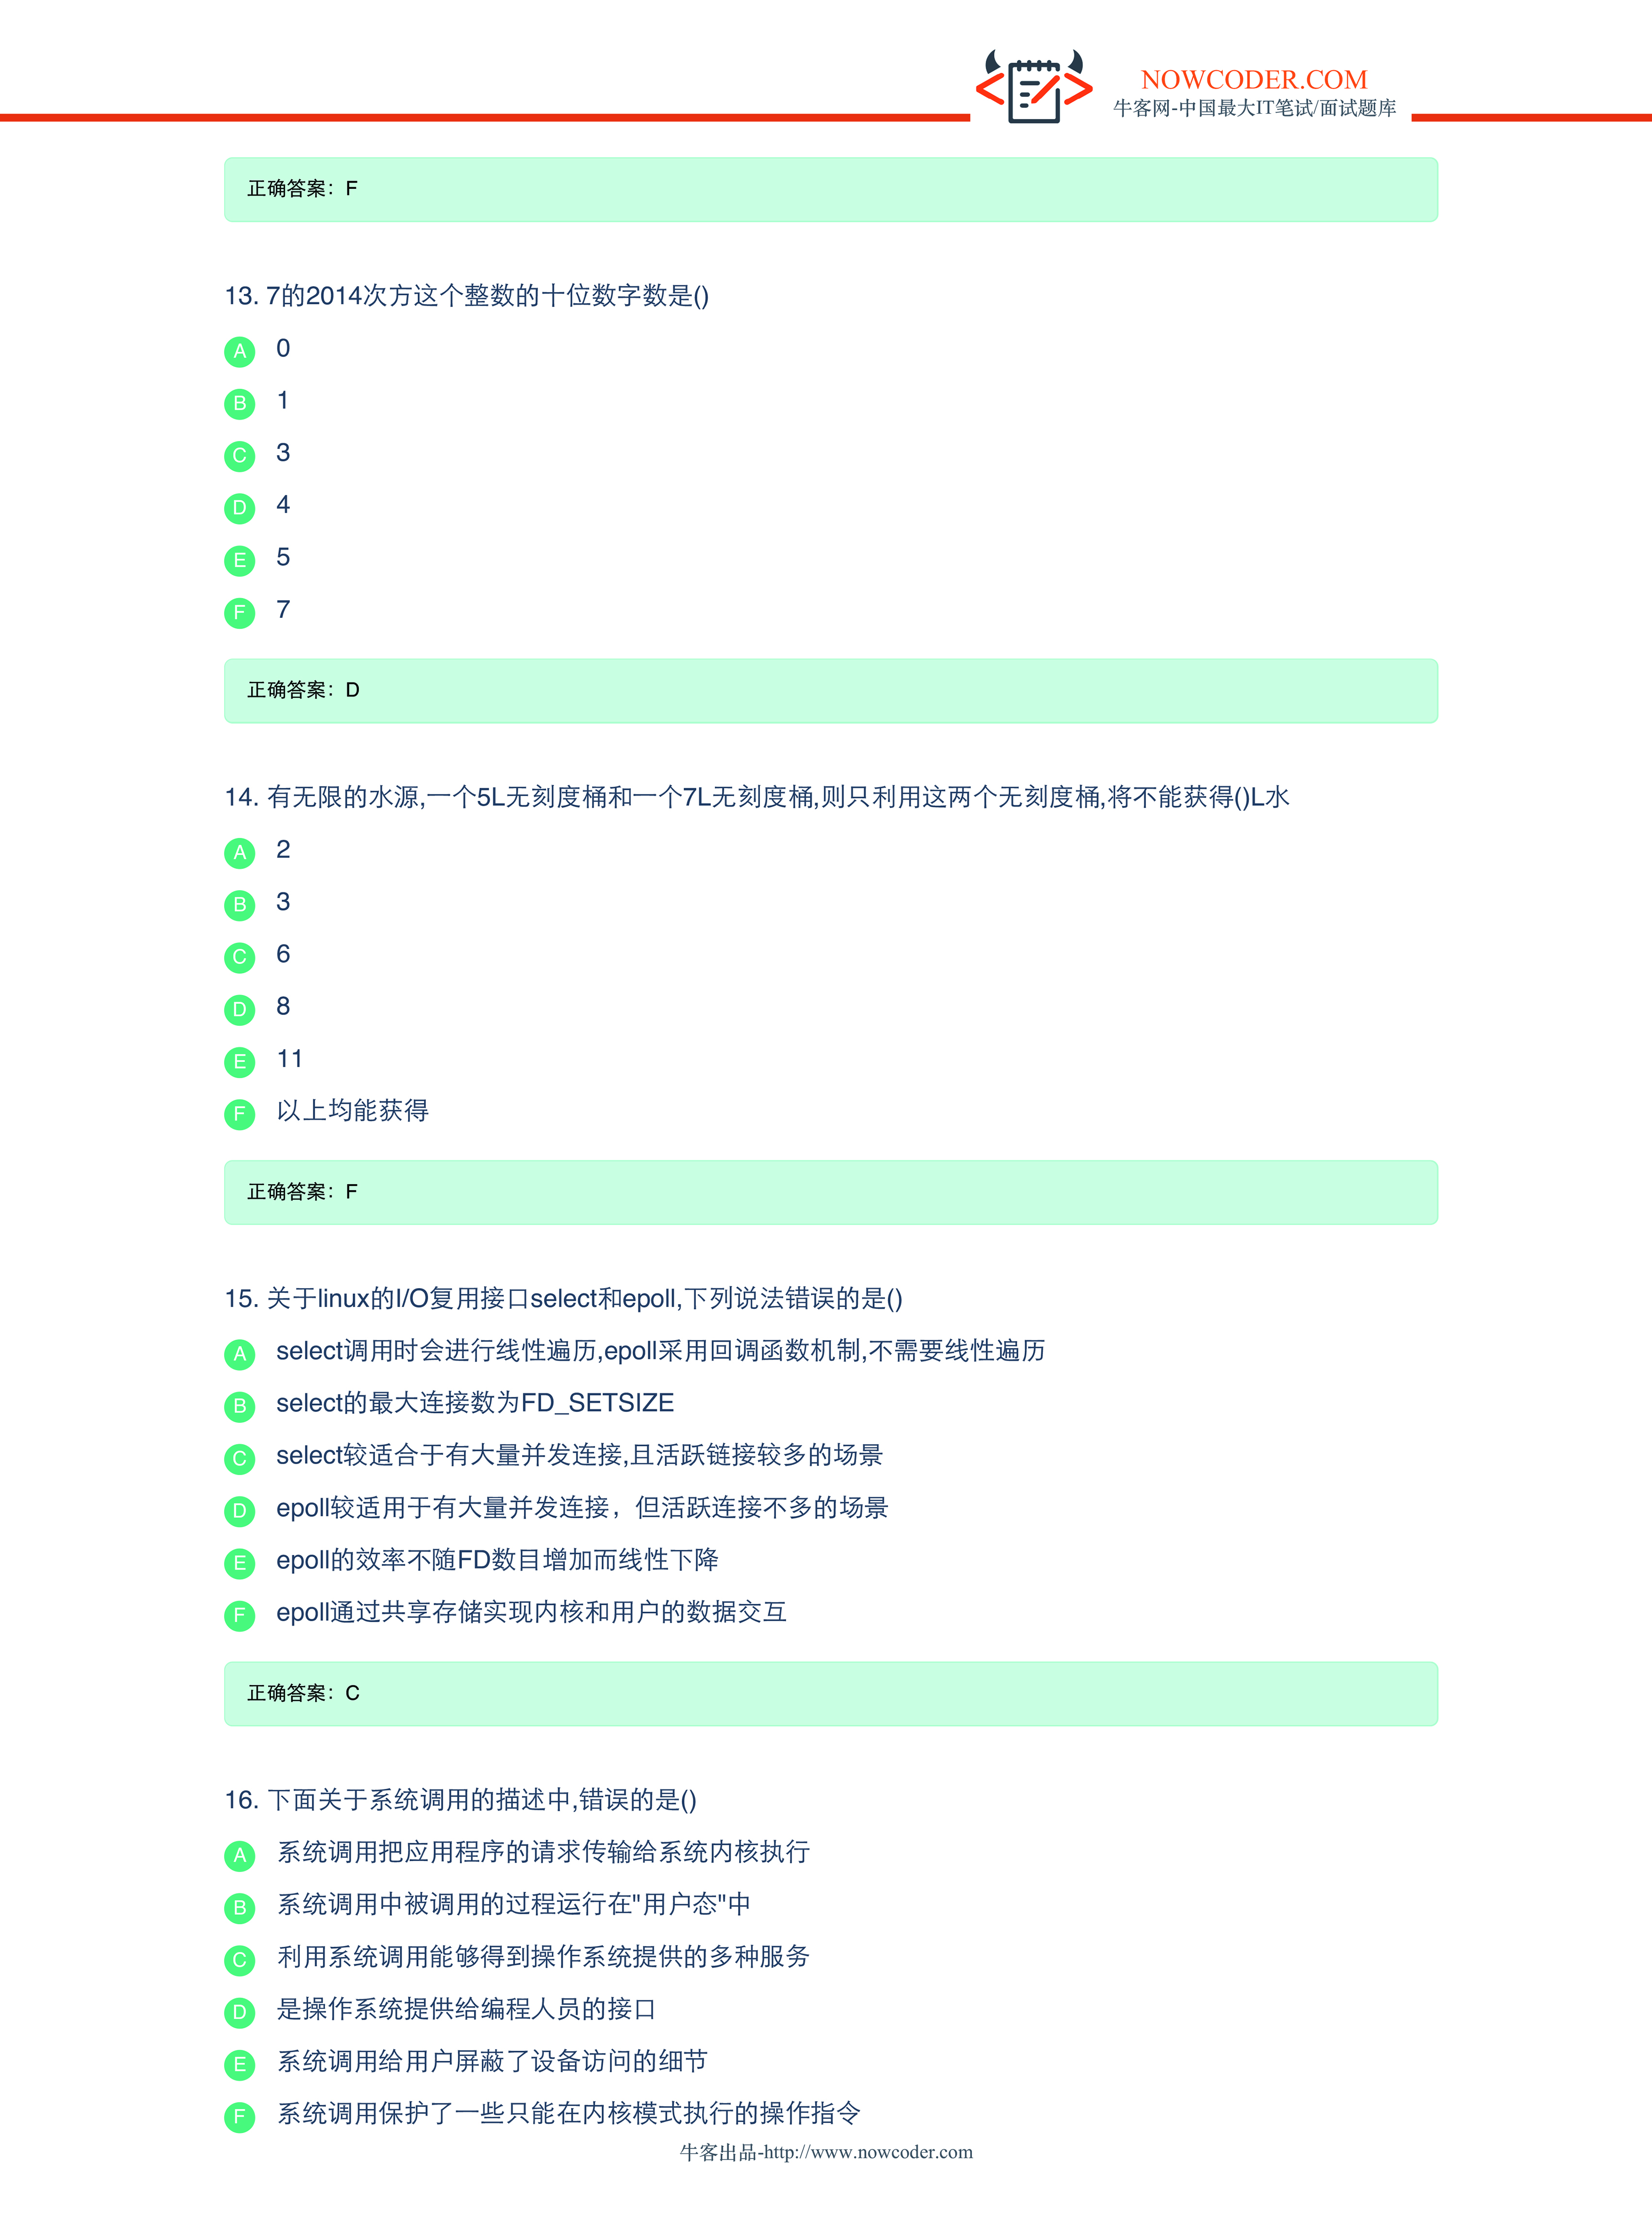 NOWCODER.COM
牛客网-中国最大IT笔试/面试题库
正确答案：F
13. 7的2014次方这个整数的十位数字数是()
A 0
B 1
C 3
D 4
E 5
F 7
正确答案：D
14. 有无限的水源,一个5L无刻度桶和一个7L无刻度桶,则只利用这两个无刻度桶,将不能获得()L水
A 2
B 3
C 6
D 8
E 11
F 以上均能获得
正确答案：F
15. 关于linux的I/O复用接口select和epoll,下列说法错误的是()
A select调用时会进行线性遍历,epoll采用回调函数机制,不需要线性遍历
B select的最大连接数为FD_SETSIZE
C select较适合于有大量并发连接,且活跃链接较多的场景
D epoll较适用于有大量并发连接，但活跃连接不多的场景
E epoll的效率不随FD数目增加而线性下降
F epoll通过共享存储实现内核和用户的数据交互
正确答案：C
16. 下面关于系统调用的描述中,错误的是()
A 系统调用把应用程序的请求传输给系统内核执行
B 系统调用中被调用的过程运行在"用户态"中
C 利用系统调用能够得到操作系统提供的多种服务
D 是操作系统提供给编程人员的接口
E 系统调用给用户屏蔽了设备访问的细节
F 系统调用保护了一些只能在内核模式执行的操作指令
牛客出品-http://www.nowcoder.com